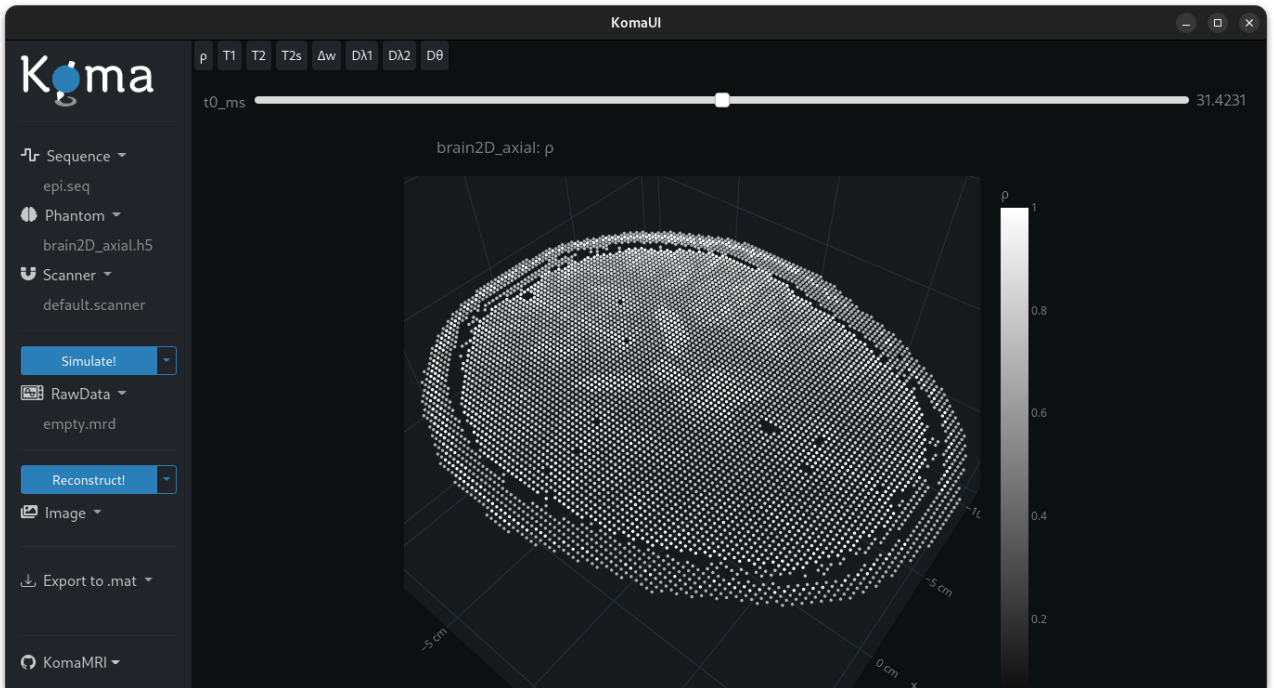 KomaUI
Koma
ρ T1 T2 T2s Δw Dλ1 Dλ2 Dθ
t0_ms 31.4231
Sequence
epi.seq
Phantom
brain2D_axial.h5
Scanner
default.scanner
Simulate!
RawData
empty.mrd
Reconstruct!
Image
Export to .mat
KomaMRI
brain2D_axial: ρ
ρ
1
0.8
0.6
0.4
0.2
−5 cm
0 cm
−5 cm